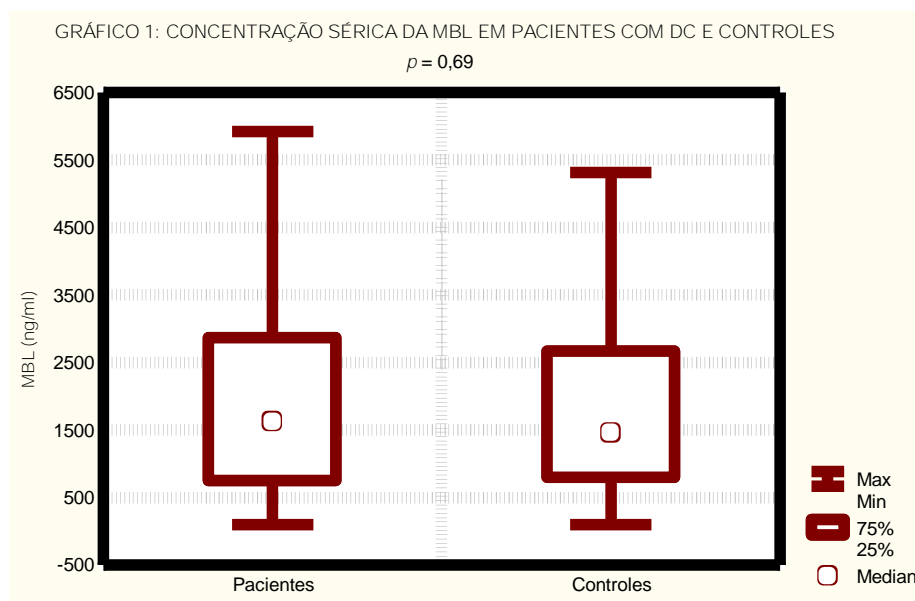 GRÁFICO 1: CONCENTRAÇÃO SÉRICA DA MBL EM PACIENTES COM DC E CONTROLES
p = 0,69
MBL (ng/ml)
6500
5500
4500
3500
2500
1500
500
-500
Pacientes
Controles
Max
Min
75%
25%
Median